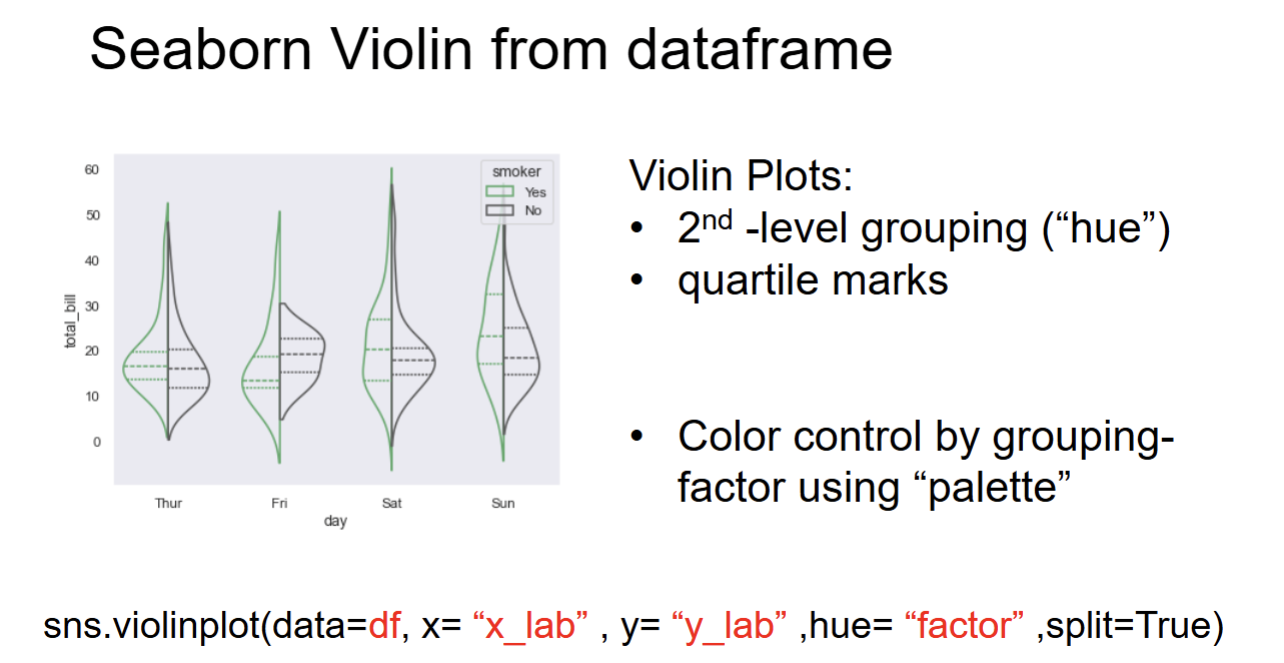 Seaborn Violin from dataframe
60
50
40
30
20
10
0
total_bill
smoker
Yes
No
Thur
Fri
Sat
Sun
day
Violin Plots:
• 2nd -level grouping (“hue”)
• quartile marks
• Color control by grouping-
factor using “palette”
sns.violinplot(data=df, x= “x_lab” , y= “y_lab” ,hue= “factor” ,split=True)